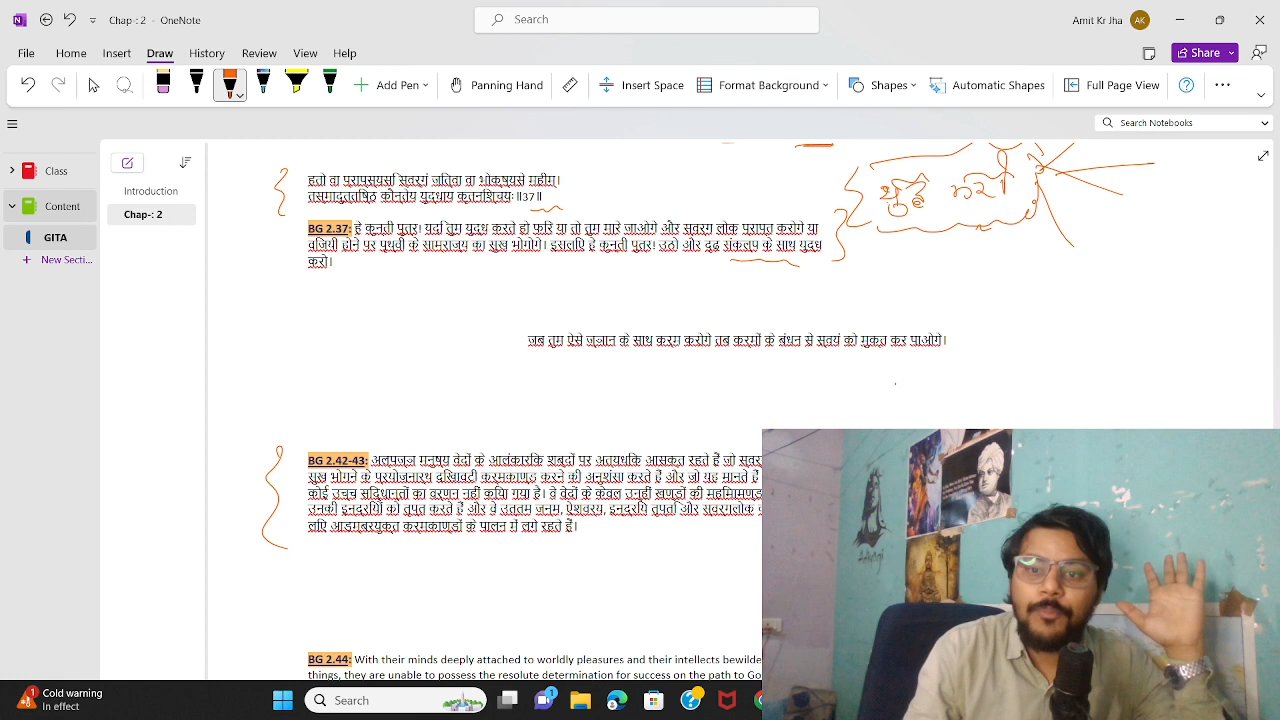 Chap-: 2 - OneNote
Search
Amit Kr Jha
AK
File Home Insert Draw History Review View Help
Share
Add Pen
Panning Hand
Insert Space
Format Background
Shapes
Automatic Shapes
Full Page View
Search Notebooks
Class
Content
GITA
New Secti...
Introduction
Chap-: 2
हतो वा प्राप्स्यसि स्वर्गं जित्वा वा भोक्ष्यसे महीम्।
तस्मादुत्तिष्ठ कौन्तेय युद्धाय कृतनिश्चयः॥37॥
BG 2.37: हे कुन्ती पुत्र! यदि तुम युद्ध करते हो फिर या तो तुम मारे जाओगे और स्वर्ग लोक प्राप्त करोगे या
विजयी होने पर पृथ्वी के साम्राज्य का सुख भोगोगे। इसलिए हे कुन्ती पुत्र! उठो और दृढ़ संकल्प के साथ युद्ध
करो।
जब तुम ऐसे ज्ञान के साथ कर्म करोगे तब कर्मों के बंधन से स्वयं को मुक्त कर पाओगे।
BG 2.42-43: अल्पज्ञ मनुष्य वेदों के आलंकारिक शब्दों पर अत्यधिक आसक्त रहते हैं जो स्वर
सुख भोगने के प्रयोजनार्थ दिखावटी कर्मकाण्ड करने की अनुशंसा करते हैं और जो यह मानते हैं
कोई उच्च सिद्धान्तों का वर्णन नहीं किया गया है। वे वेदों के केवल उन्हीं खण्डों की महिमामण्ड
उनकी इन्द्रियों को तृप्त करते हैं और वे उत्तम जन्म, ऐश्वर्य, इन्द्रिय तृप्ति और स्वर्गलोक
लिए आडम्बरयुक्त कर्मकाण्डों के पालन में लगे रहते हैं।
BG 2.44: With their minds deeply attached to worldly pleasures and their intellects bewilde
things, they are unable to possess the resolute determination for success on the path to Go
Cold warning
In effect
Search